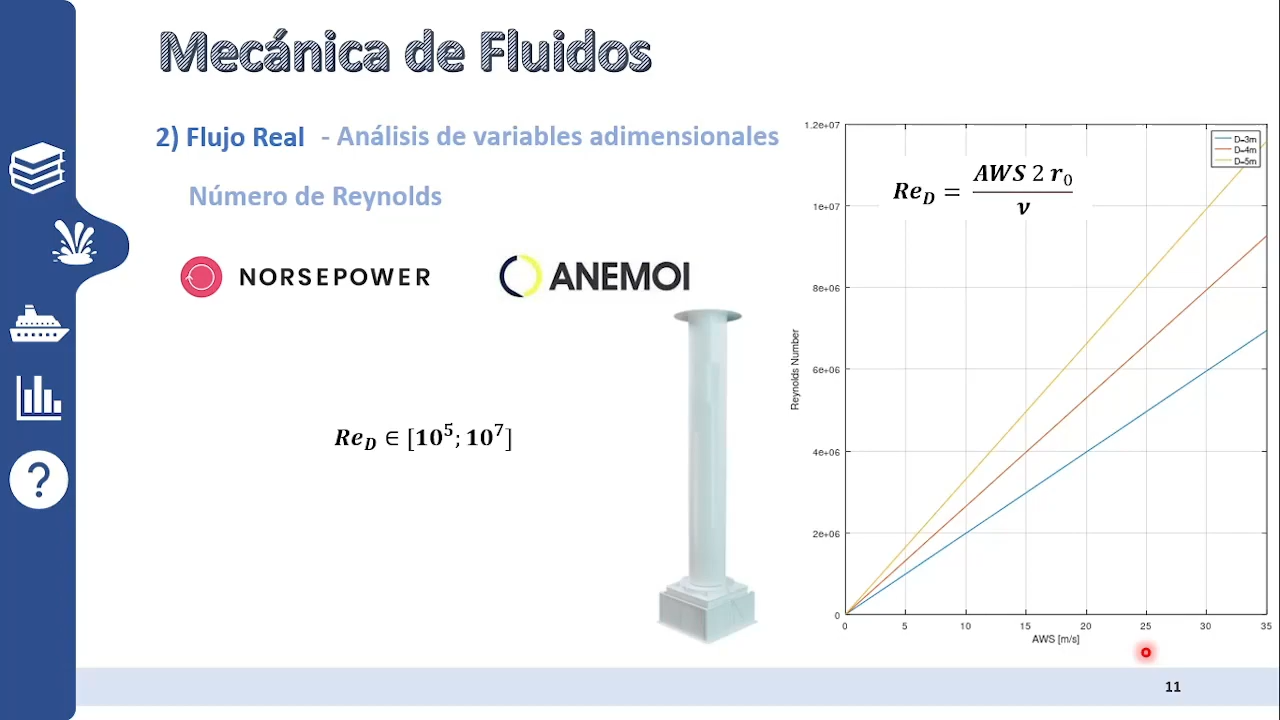 Mecánica de Fluidos
2) Flujo Real - Análisis de variables adimensionales
Número de Reynolds
NORSEPOWER
ANEMOI
Re_D ∈ [10^5; 10^7]
Re_D = AWS 2 r_0 / ν
D=3m
D=4m
D=5m
1.2e+07
1e+07
8e+06
6e+06
4e+06
2e+06
0
Reynolds Number
0 5 10 15 20 25 30 35
AWS [m/s]
11
?